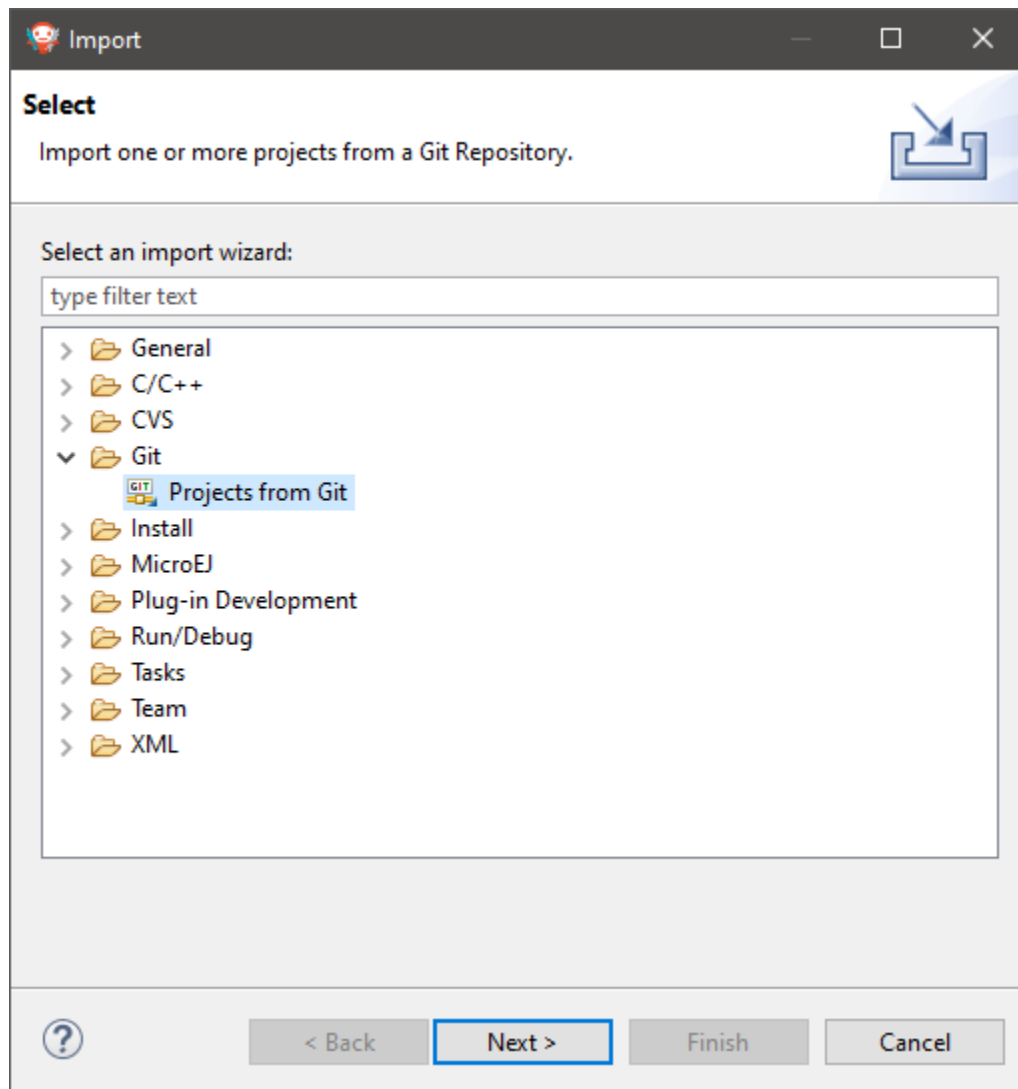 Import
Select
Import one or more projects from a Git Repository.
Select an import wizard:
type filter text
General
C/C++
CVS
Git
GIT Projects from Git
Install
MicroEJ
Plug-in Development
Run/Debug
Tasks
Team
XML
? < Back Next > Finish Cancel